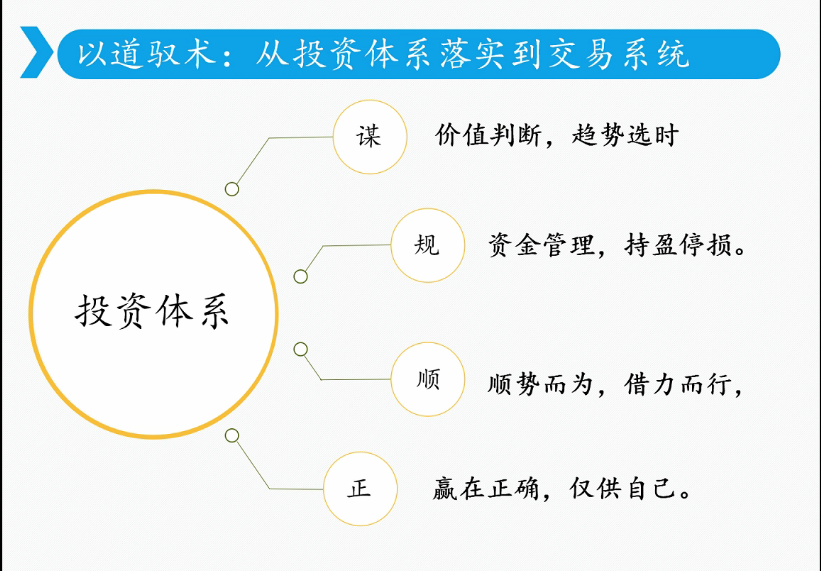 以道驭术：从投资体系落实到交易系统
投资体系
谋
价值判断，趋势选时
规
资金管理，持盈停损。
顺
顺势而为，借力而行，
正
赢在正确，仅供自己。